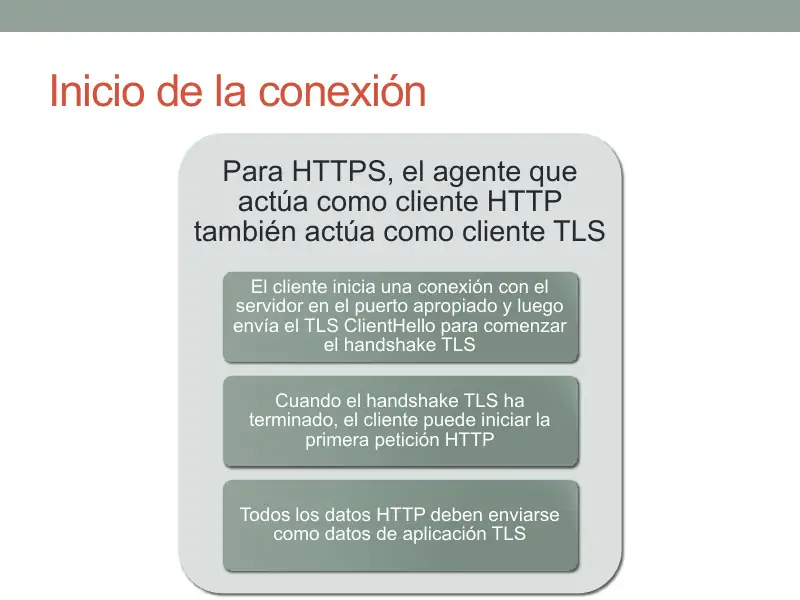 Inicio de la conexión
Para HTTPS, el agente que
actúa como cliente HTTP
también actúa como cliente TLS
El cliente inicia una conexión con el
servidor en el puerto apropiado y luego
envía el TLS ClientHello para comenzar
el handshake TLS
Cuando el handshake TLS ha
terminado, el cliente puede iniciar la
primera petición HTTP
Todos los datos HTTP deben enviarse
como datos de aplicación TLS